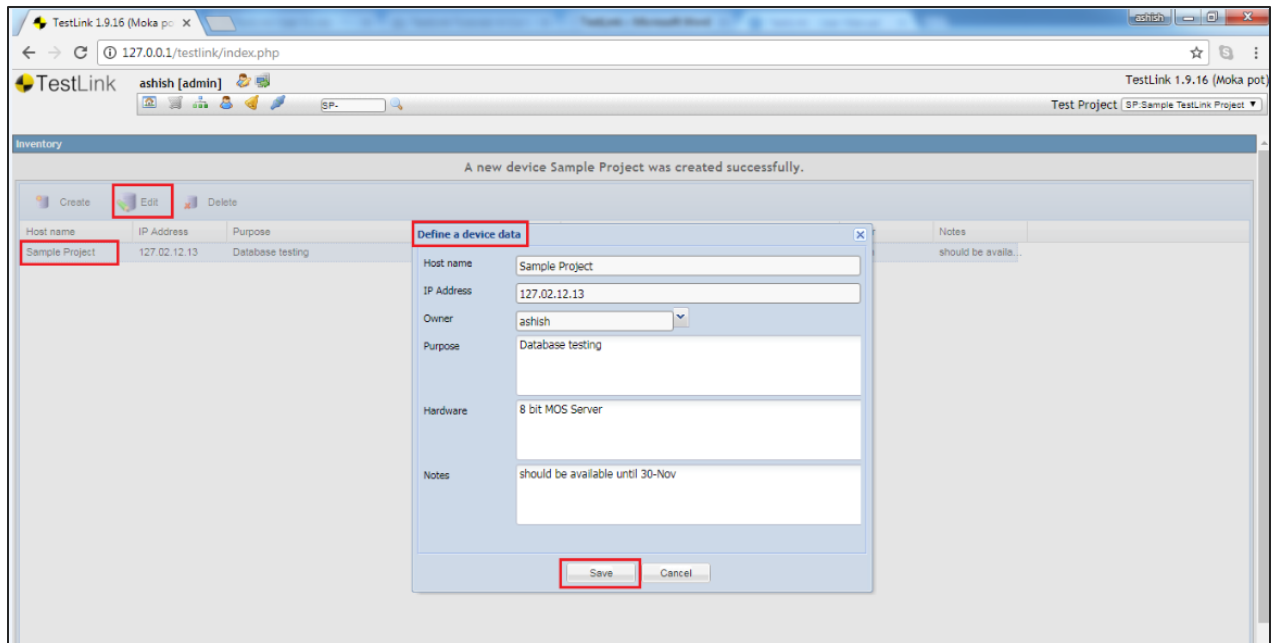 TestLink 1.9.16 (Moka po
ashish
127.0.0.1/testlink/index.php
TestLink ashish [admin] TestLink 1.9.16 (Moka pot)
SP- Test Project SP:Sample TestLink Project
Inventory
A new device Sample Project was created successfully.
Create Edit Delete
Host name IP Address Purpose Notes
Sample Project 127.02.12.13 Database testing should be availa...
Define a device data
Host name Sample Project
IP Address 127.02.12.13
Owner ashish
Purpose Database testing
Hardware 8 bit MOS Server
Notes should be available until 30-Nov
Save Cancel